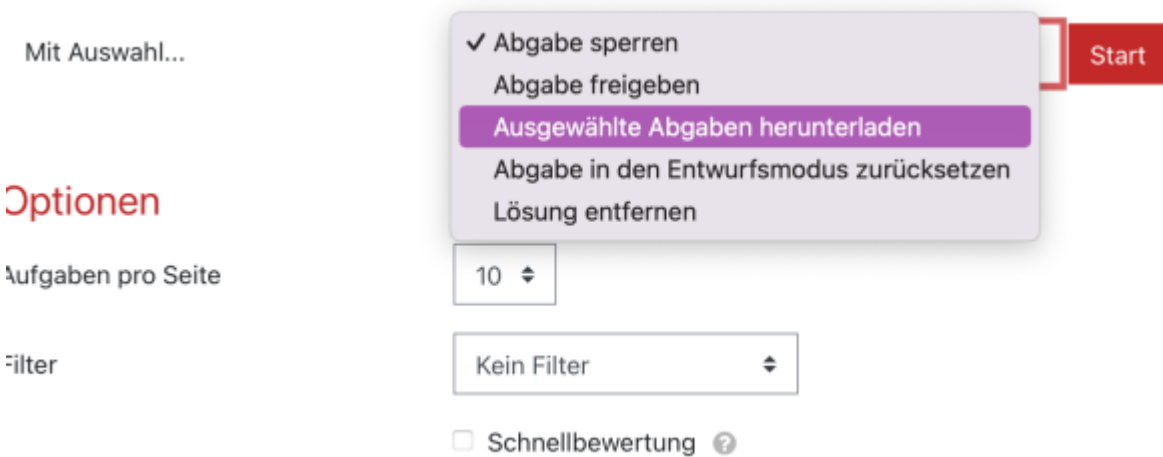 Mit Auswahl...
✓ Abgabe sperren
Abgabe freigeben
Ausgewählte Abgaben herunterladen
Abgabe in den Entwurfsmodus zurücksetzen
Lösung entfernen
Start
Optionen
Aufgaben pro Seite
10
Filter
Kein Filter
Schnellbewertung